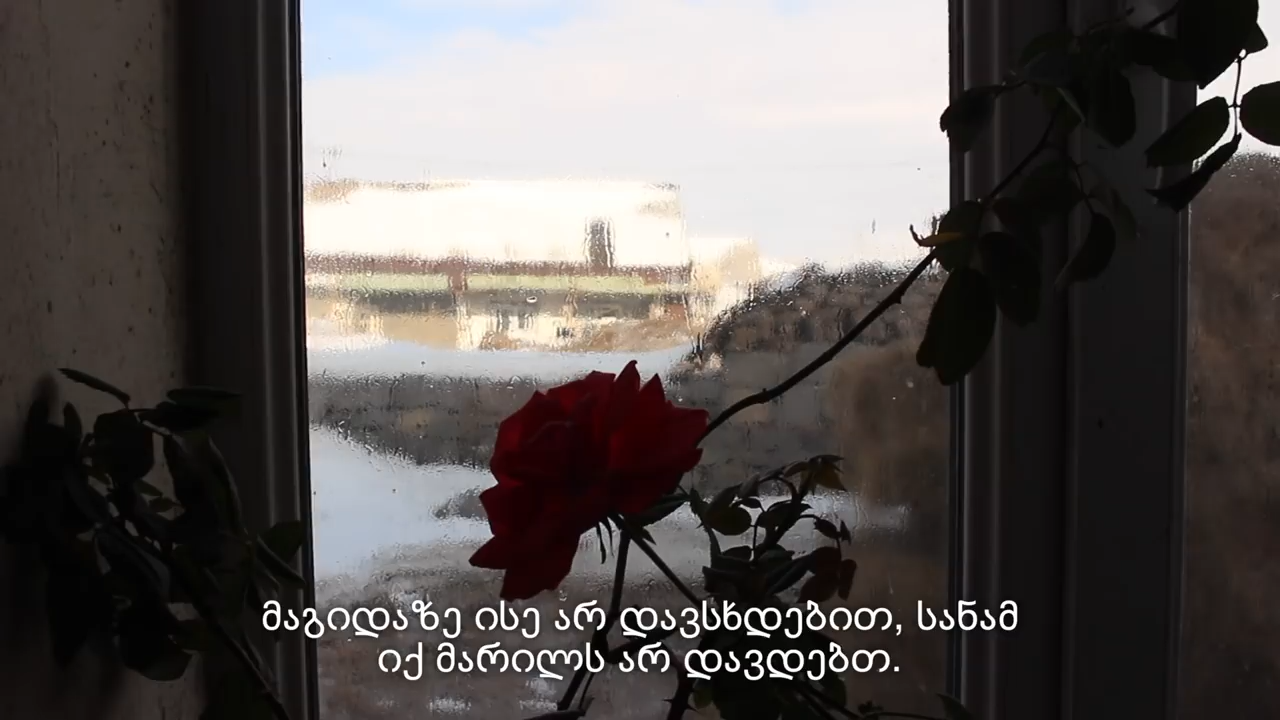 მაგიდაზე ისე არ დავსხდებით, სანამ
იქ მარილს არ დავდებთ.